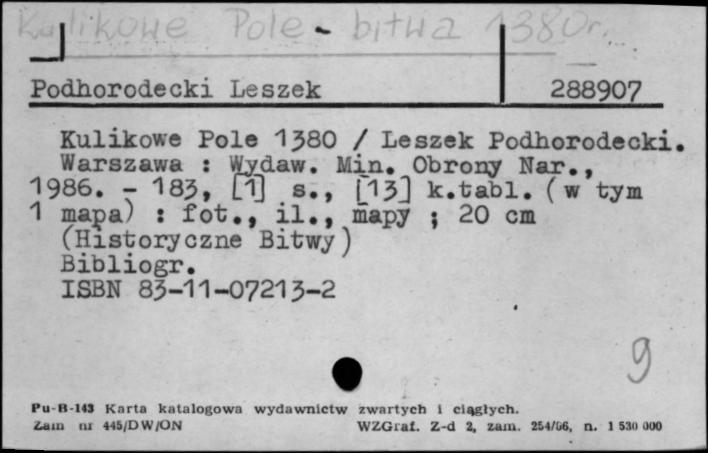 Kulikowe Pole - bitwa 1380r.
Podhorodecki Leszek 288907
Kulikowe Pole 1380 / Leszek Podhorodecki.
Warszawa : Wydaw. Min. Obrony Nar.,
1986. - 183, [1] s., [13] k.tabl. (w tym
1 mapa) : fot., il., mapy ; 20 cm
(Historyczne Bitwy)
Bibliogr.
ISBN 83-11-07213-2
9
Pu-B-143 Karta katalogowa wydawnictw zwartych i ciągłych.
Zam nr 445/DW/ON WZGraf. Z-d 2, zam. 254/66, n. 1 530 000